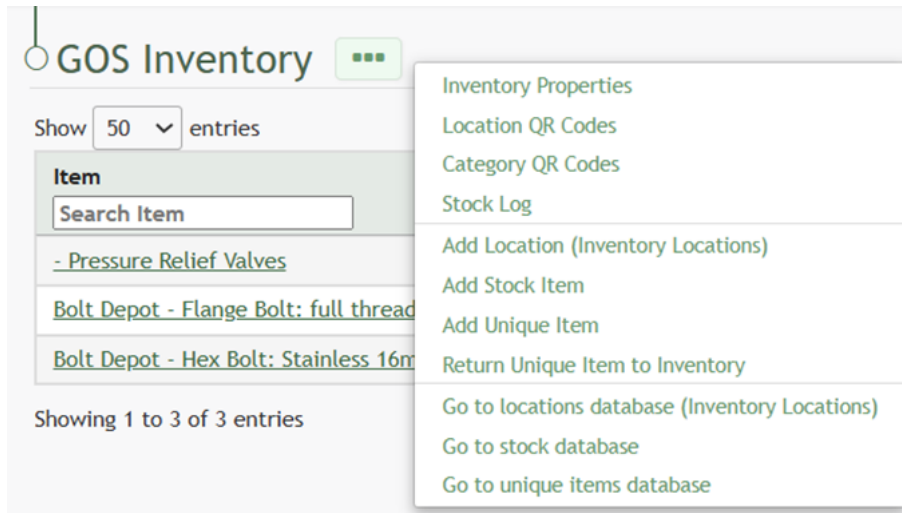 GOS Inventory
Show 50 entries
Item
Search Item
- Pressure Relief Valves
Bolt Depot - Flange Bolt: full thread
Bolt Depot - Hex Bolt: Stainless 16m
Showing 1 to 3 of 3 entries
Inventory Properties
Location QR Codes
Category QR Codes
Stock Log
Add Location (Inventory Locations)
Add Stock Item
Add Unique Item
Return Unique Item to Inventory
Go to locations database (Inventory Locations)
Go to stock database
Go to unique items database